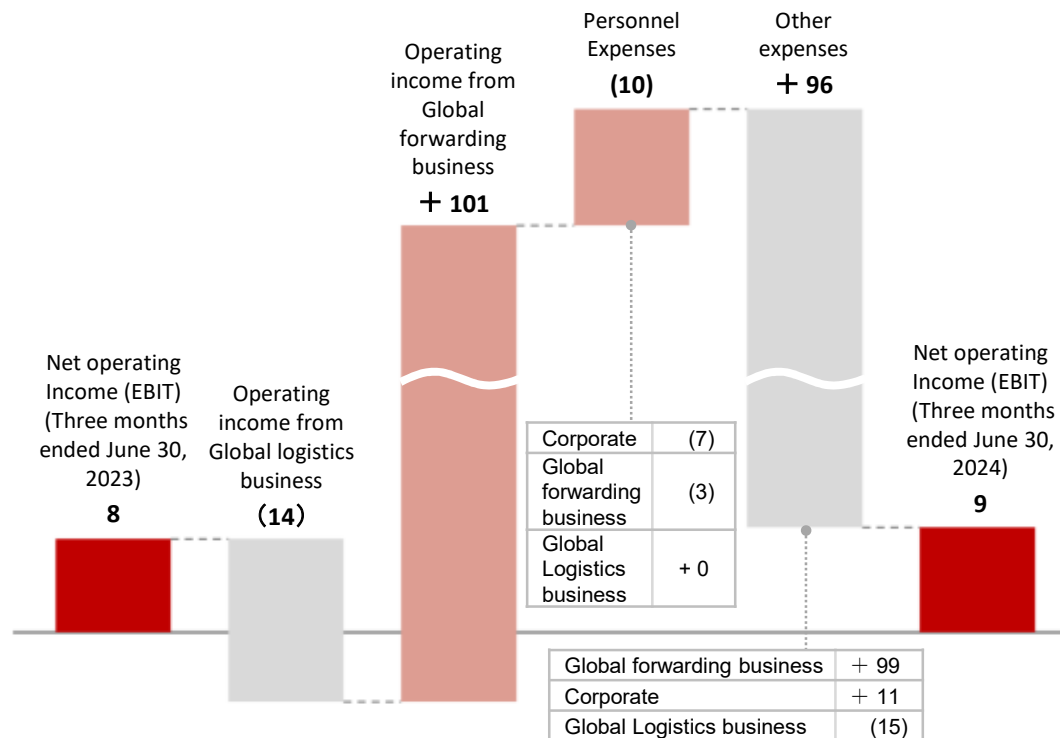 Net operating
Income (EBIT)
(Three months
ended June 30,
2023)
8
Operating
income from
Global logistics
business
（14）
Operating
income from
Global
forwarding
business
＋ 101
Personnel
Expenses
(10)
Other
expenses
＋ 96
Net operating
Income (EBIT)
(Three months
ended June 30,
2024)
9
Corporate (7)
Global
forwarding
business
(3)
Global
Logistics
business
+ 0
Global forwarding business ＋ 99
Corporate ＋ 11
Global Logistics business (15)